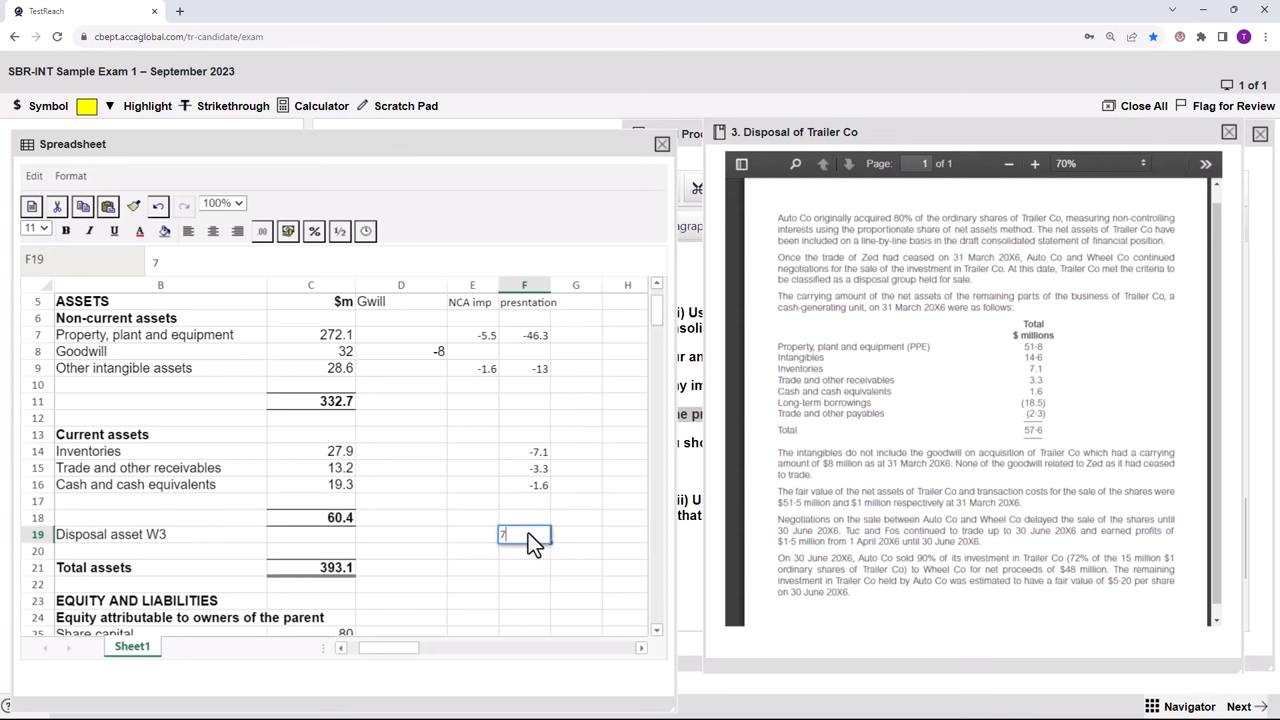 TestReach
cbept.accaglobal.com/tr-candidate/exam
T
SBR-INT Sample Exam 1 – September 2023
1 of 1
$ Symbol Highlight Strikethrough Calculator Scratch Pad
Close All Flag for Review
Spreadsheet
Edit Format
100%
11 B I U A .00 % ½
F19 7
B C D E F G H
5 ASSETS $m Gwill NCA imp presntation
6 Non-current assets
7 Property, plant and equipment 272.1 -5.5 -46.3
8 Goodwill 32 -8
9 Other intangible assets 28.6 -1.6 -13
10
11 332.7
12
13 Current assets
14 Inventories 27.9 -7.1
15 Trade and other receivables 13.2 -3.3
16 Cash and cash equivalents 19.3 -1.6
17
18 60.4
19 Disposal asset W3 7
20
21 Total assets 393.1
22
23 EQUITY AND LIABILITIES
24 Equity attributable to owners of the parent
25 Share capital 80
Sheet1
3. Disposal of Trailer Co
Page: 1 of 1 70%
Auto Co originally acquired 80% of the ordinary shares of Trailer Co, measuring non-controlling
interests using the proportionate share of net assets method. The net assets of Trailer Co have
been included on a line-by-line basis in the draft consolidated statement of financial position.
Once the trade of Zed had ceased on 31 March 20X6, Auto Co and Wheel Co continued
negotiations for the sale of the investment in Trailer Co. At this date, Trailer Co met the criteria to
be classified as a disposal group held for sale.
The carrying amount of the net assets of the remaining parts of the business of Trailer Co, a
cash-generating unit, on 31 March 20X6 were as follows:
Total
$ millions
Property, plant and equipment (PPE) 51·8
Intangibles 14·6
Inventories 7.1
Trade and other receivables 3.3
Cash and cash equivalents 1.6
Long-term borrowings (18.5)
Trade and other payables (2·3)
Total 57·6
The intangibles do not include the goodwill on acquisition of Trailer Co which had a carrying
amount of $8 million as at 31 March 20X6. None of the goodwill related to Zed as it had ceased
to trade.
The fair value of the net assets of Trailer Co and transaction costs for the sale of the shares were
$51·5 million and $1 million respectively at 31 March 20X6.
Negotiations on the sale between Auto Co and Wheel Co delayed the sale of the shares until
30 June 20X6. Tuc and Fos continued to trade up to 30 June 20X6 and earned profits of
$1·5 million from 1 April 20X6 until 30 June 20X6.
On 30 June 20X6, Auto Co sold 90% of its investment in Trailer Co (72% of the 15 million $1
ordinary shares of Trailer Co) to Wheel Co for net proceeds of $48 million. The remaining
investment in Trailer Co held by Auto Co was estimated to have a fair value of $5·20 per share
on 30 June 20X6.
Navigator Next